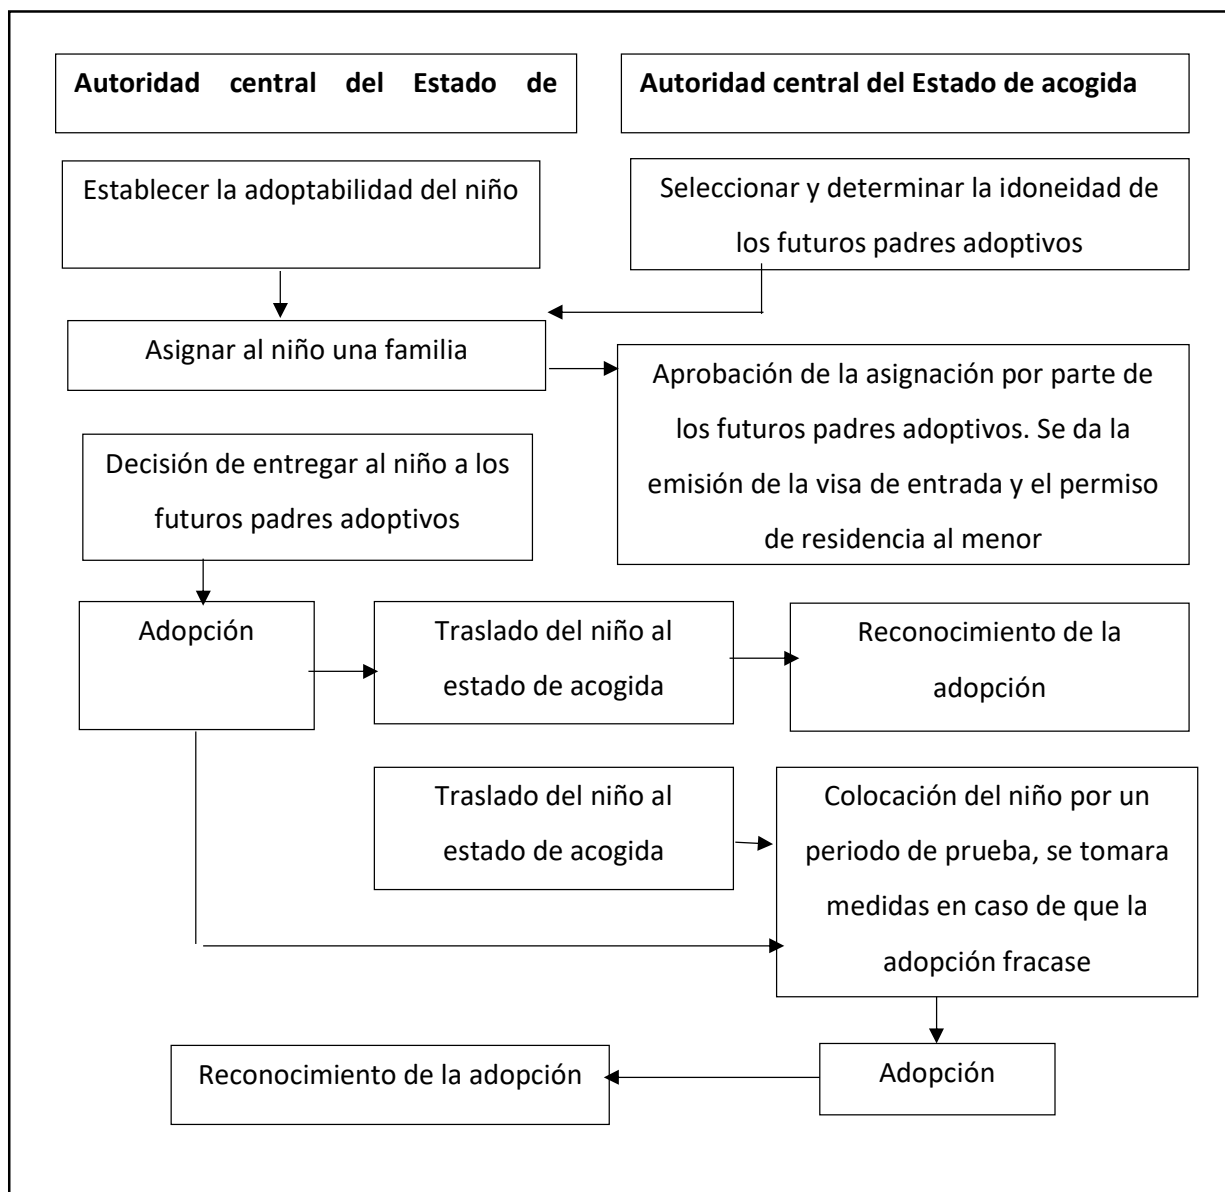 Autoridad central del Estado de
Autoridad central del Estado de acogida
Establecer la adoptabilidad del niño
Seleccionar y determinar la idoneidad de
los futuros padres adoptivos
Asignar al niño una familia
Aprobación de la asignación por parte de
los futuros padres adoptivos. Se da la
emisión de la visa de entrada y el permiso
de residencia al menor
Decisión de entregar al niño a los
futuros padres adoptivos
Adopción
Traslado del niño al
estado de acogida
Reconocimiento de la
adopción
Traslado del niño al
estado de acogida
Colocación del niño por un
periodo de prueba, se tomara
medidas en caso de que la
adopción fracase
Adopción
Reconocimiento de la adopción